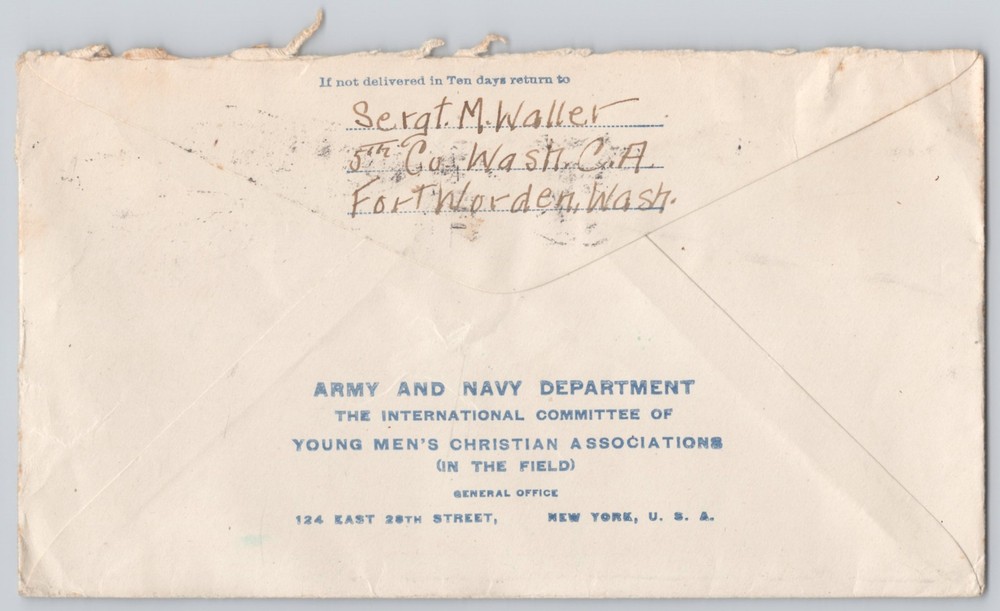 If not delivered in Ten days return to
Sergt. M. Waller
5th Co. Wash. C. A.
Fort Worden, Wash.
ARMY AND NAVY DEPARTMENT
THE INTERNATIONAL COMMITTEE OF
YOUNG MEN'S CHRISTIAN ASSOCIATIONS
(IN THE FIELD)
GENERAL OFFICE
124 EAST 28TH STREET, NEW YORK, U. S. A.